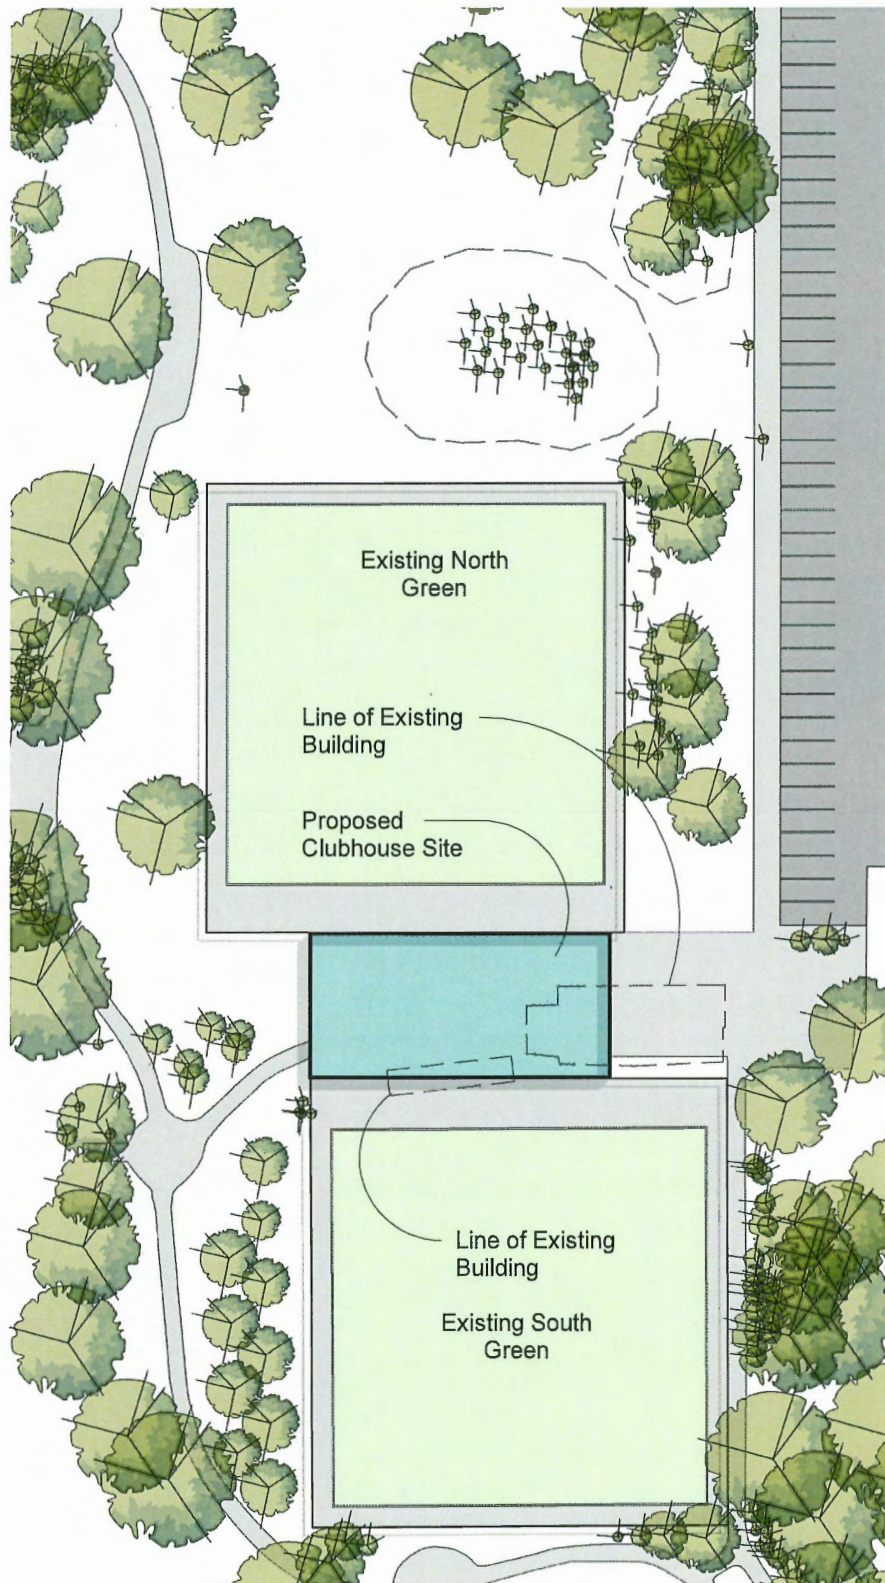 Existing North
Green
Line of Existing
Building
Proposed
Clubhouse Site
Line of Existing
Building
Existing South
Green